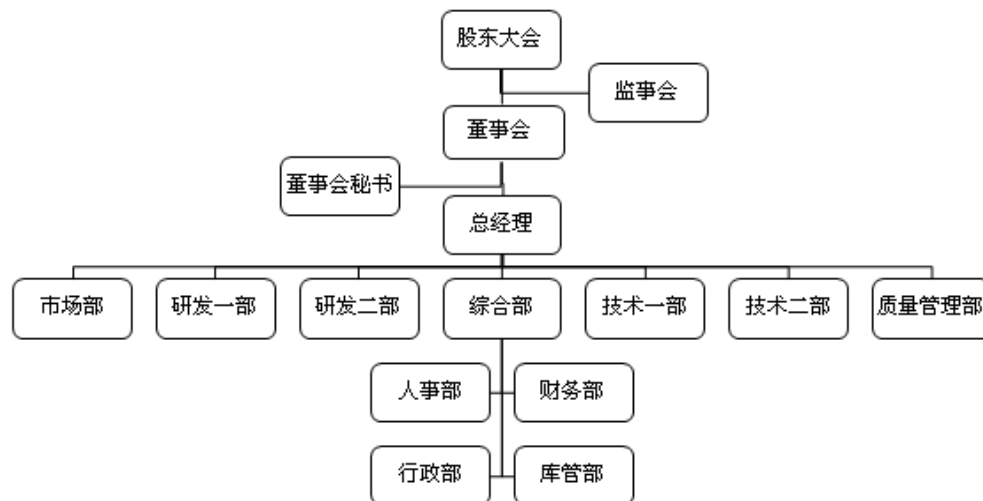 股东大会
监事会
董事会
董事会秘书
总经理
市场部
研发一部
研发二部
综合部
技术一部
技术二部
质量管理部
人事部
财务部
行政部
库管部